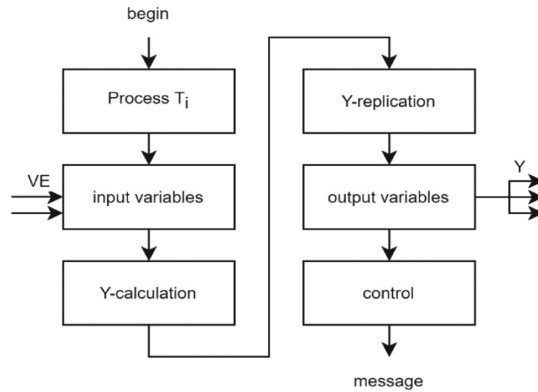 begin
Process Ti
VE
input variables
Y-calculation
Y-replication
output variables
Y
control
message